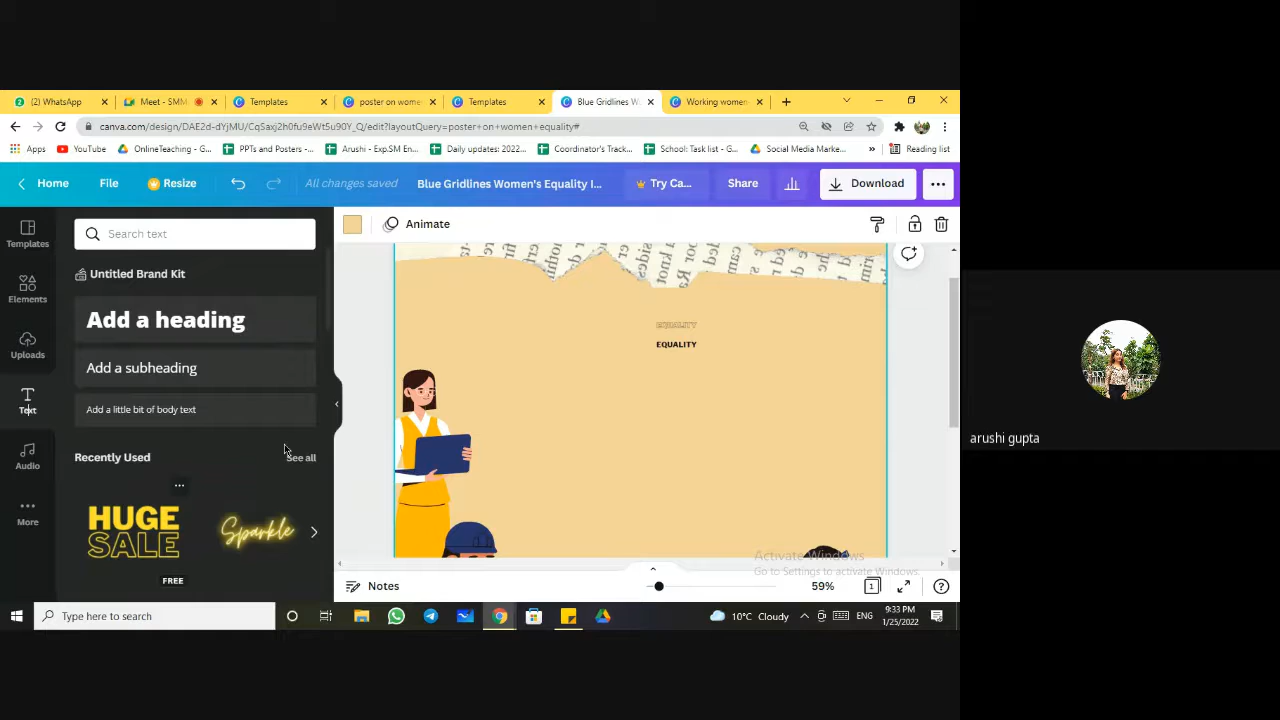 (2) WhatsApp
Meet - SMM
Templates
poster on wome
Templates
Blue Gridlines W
Working women
canva.com/design/DAE2d-dYjMU/CqSaxj2h0fu9eWt5u90Y_Q/edit?layoutQuery=poster+on+women+equality#
Apps YouTube OnlineTeaching - G... PPTs and Posters -... Arushi - Exp.SM En... Daily updates: 2022... Coordinator's Track... School: Task list - G... Social Media Marke... » Reading list
Home File Resize All changes saved Blue Gridlines Women's Equality I... Try Ca... Share Download
Templates
Elements
Uploads
Text
Audio
More
Search text
Untitled Brand Kit
Add a heading
Add a subheading
Add a little bit of body text
Recently Used See all
HUGE
SALE
Sparkle
FREE
Animate
EQUALITY
EQUALITY
Activate Windows
Go to Settings to activate Windows.
Notes 59% 1
Type here to search
10°C Cloudy ENG
9:33 PM
1/25/2022
arushi gupta